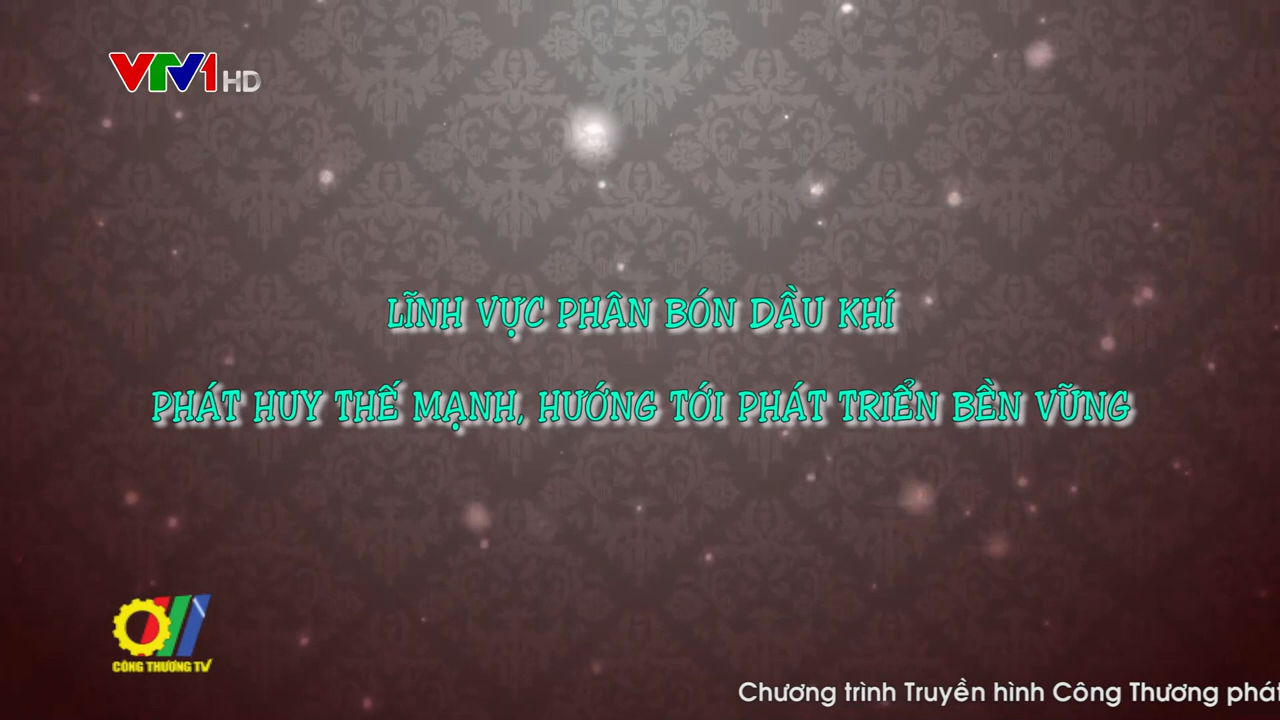 VTV1 HD
LĨNH VỰC PHÂN BÓN DẦU KHÍ
PHÁT HUY THẾ MẠNH, HƯỚNG TỚI PHÁT TRIỂN BỀN VỮNG
CÔNG THƯƠNG TV
Chương trình Truyền hình Công Thương phát